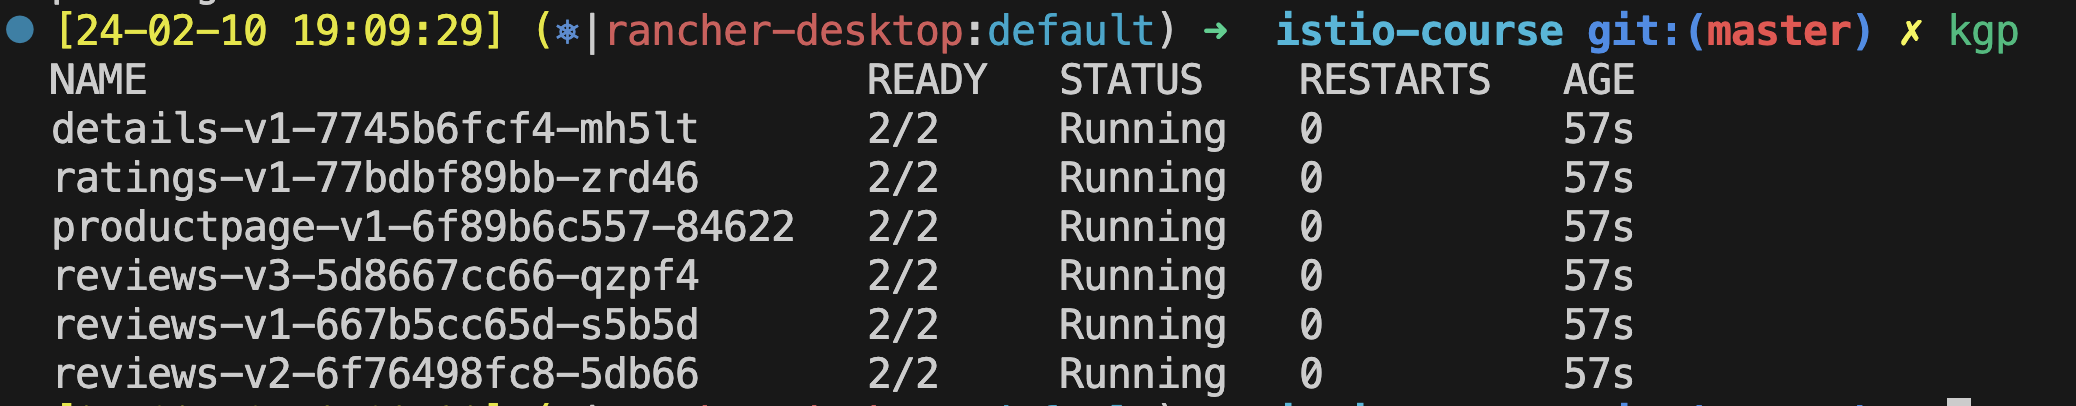 [24-02-10 19:09:29] (⎈|rancher-desktop:default) ➜ istio-course git:(master) ✗ kgp
NAME READY STATUS RESTARTS AGE
details-v1-7745b6fcf4-mh5lt 2/2 Running 0 57s
ratings-v1-77bdbf89bb-zrd46 2/2 Running 0 57s
productpage-v1-6f89b6c557-84622 2/2 Running 0 57s
reviews-v3-5d8667cc66-qzpf4 2/2 Running 0 57s
reviews-v1-667b5cc65d-s5b5d 2/2 Running 0 57s
reviews-v2-6f76498fc8-5db66 2/2 Running 0 57s